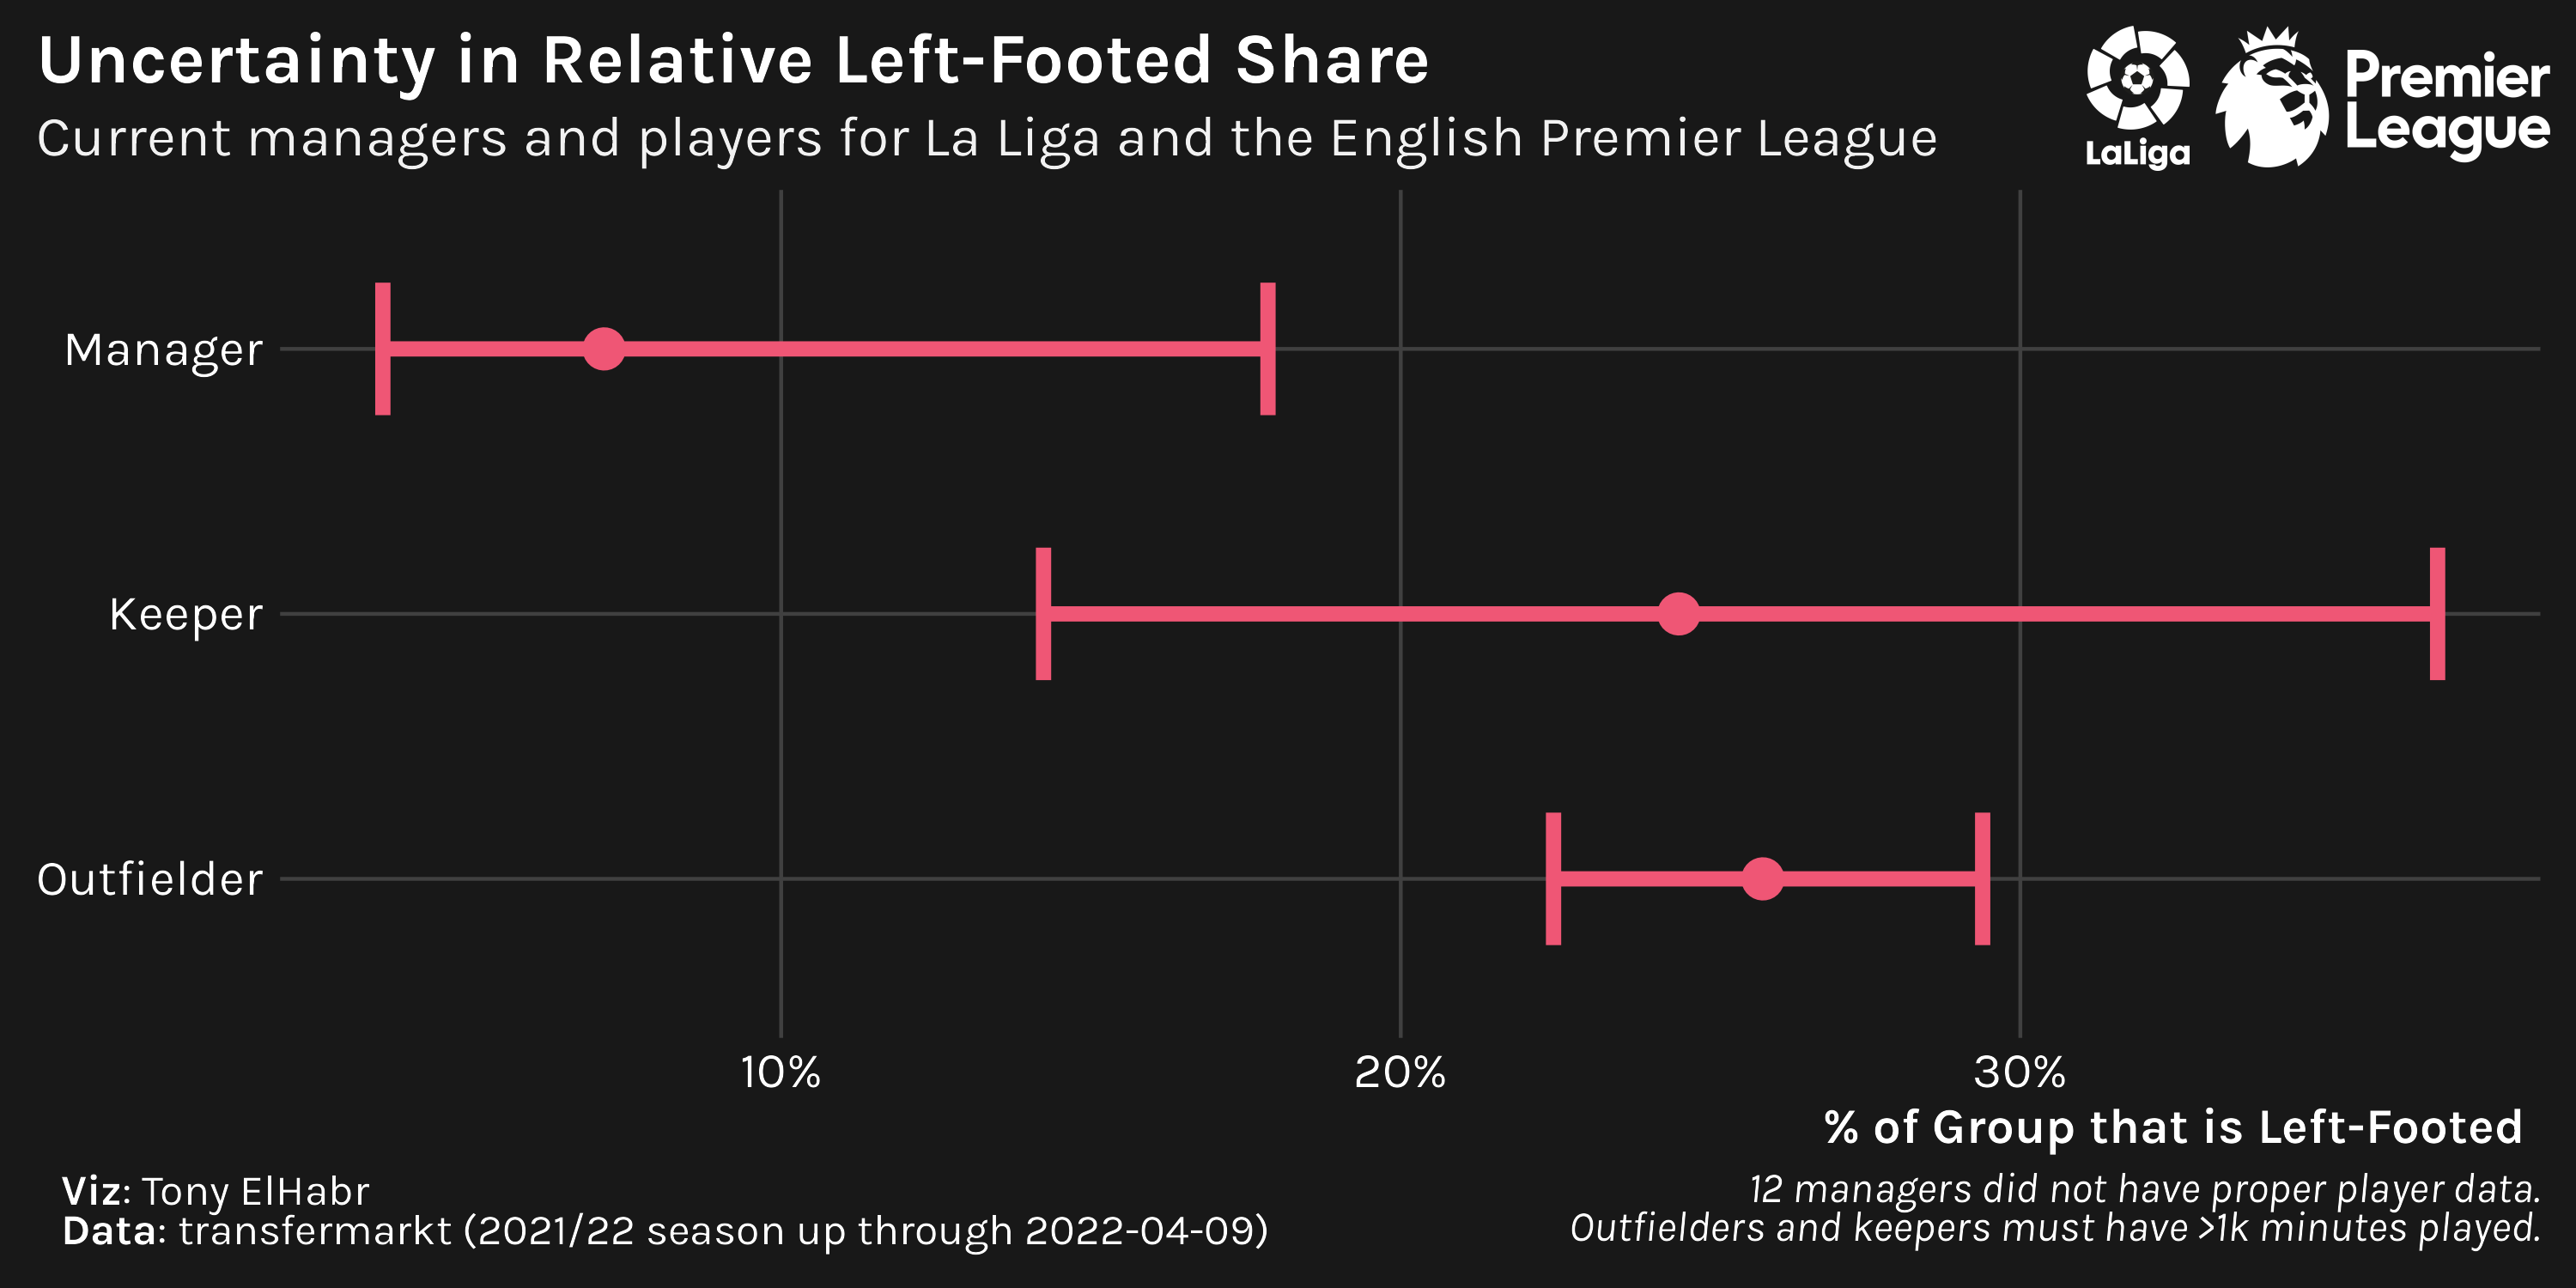 Uncertainty in Relative Left-Footed Share
Current managers and players for La Liga and the English Premier League
LaLiga
Premier
League
Manager
Keeper
Outfielder
10%
20%
30%
% of Group that is Left-Footed
Viz: Tony ElHabr
Data: transfermarkt (2021/22 season up through 2022-04-09)
12 managers did not have proper player data.
Outfielders and keepers must have >1k minutes played.